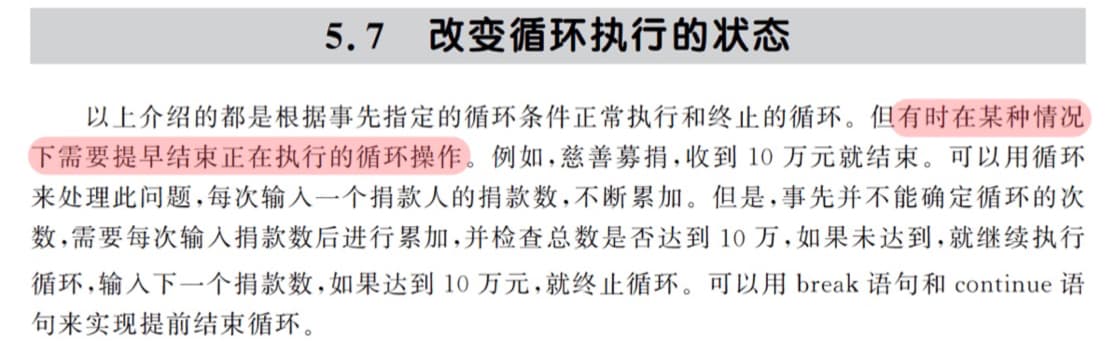 5.7 改变循环执行的状态
以上介绍的都是根据事先指定的循环条件正常执行和终止的循环。但有时在某种情况
下需要提早结束正在执行的循环操作。例如,慈善募捐,收到 10 万元就结束。可以用循环
来处理此问题,每次输入一个捐款人的捐款数,不断累加。但是,事先并不能确定循环的次
数,需要每次输入捐款数后进行累加,并检查总数是否达到 10 万,如果未达到,就继续执行
循环,输入下一个捐款数,如果达到 10 万元,就终止循环。可以用 break 语句和 continue 语
句来实现提前结束循环。